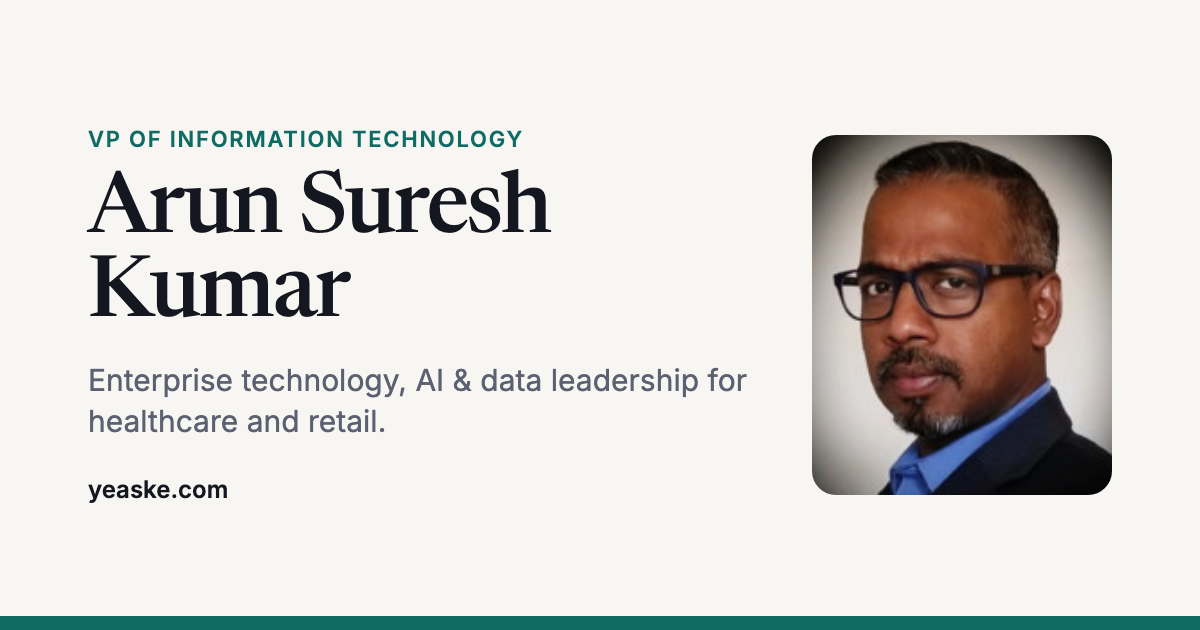 VP OF INFORMATION TECHNOLOGY
Arun Suresh
Kumar
Enterprise technology, AI & data leadership for
healthcare and retail.
yeaske.com